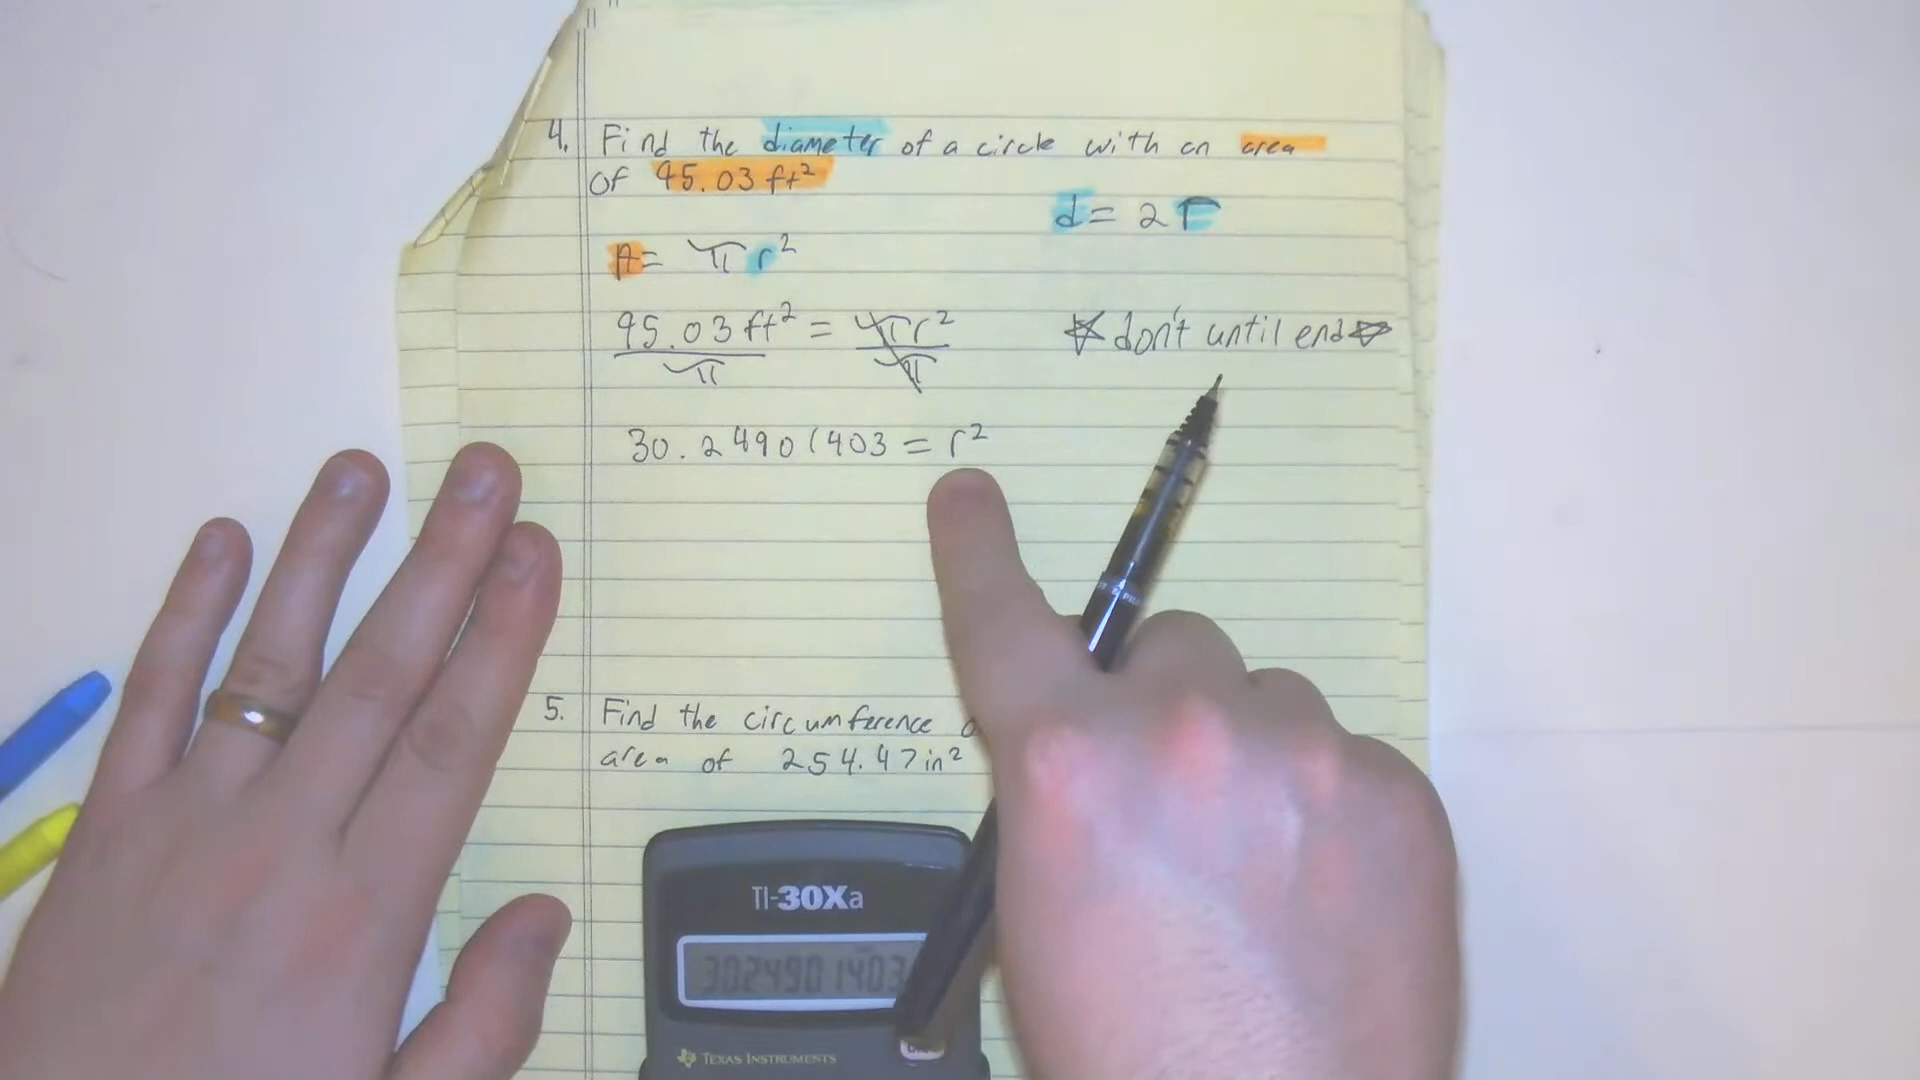 4. Find the diameter of a circle with an area
of 95.03 ft²
d = 2r
A = πr²
95.03 ft² = πr²
π π
☆ don't until end ☆
30.24901403 = r²
5. Find the circumference
area of 254.47 in²
TI-30Xa
30.24901403
TEXAS INSTRUMENTS